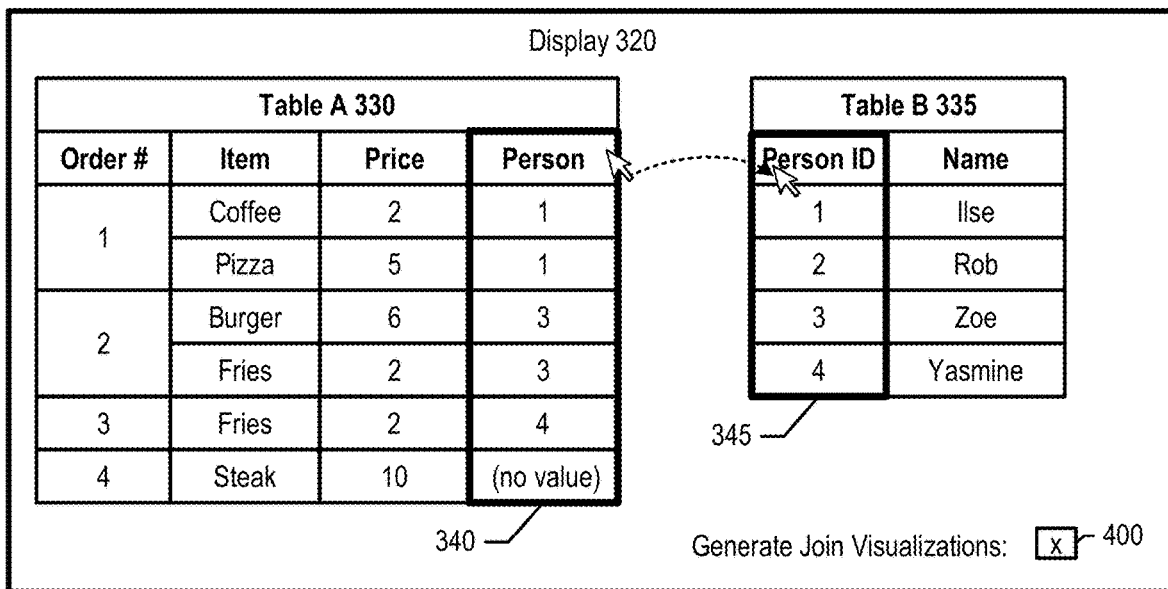 Display 320
Table A 330
Order # Item Price Person
1 Coffee 2 1
Pizza 5 1
2 Burger 6 3
Fries 2 3
3 Fries 2 4
4 Steak 10 (no value)
340
Table B 335
Person ID Name
1 Ilse
2 Rob
3 Zoe
4 Yasmine
345
Generate Join Visualizations: x 400